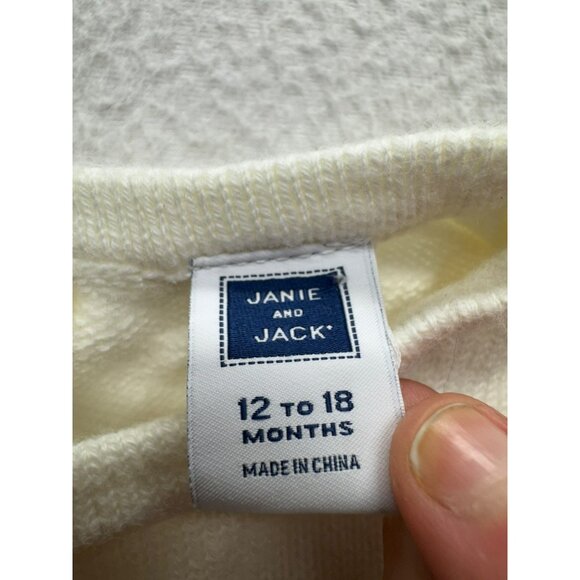 JANIE
AND
JACK
12 TO 18
MONTHS
MADE IN CHINA